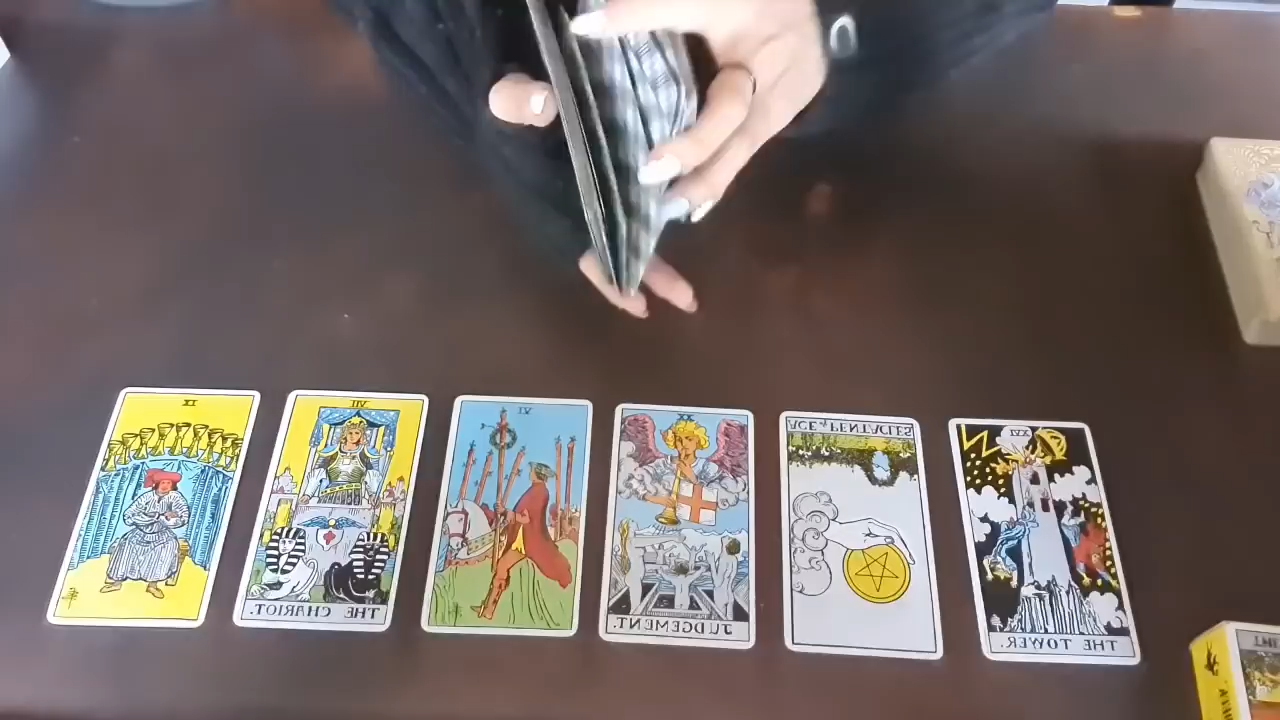 IX
VII
THE CHARIOT.
VI
XX
JUDGEMENT.
ACE of PENTACLES
XVI
THE TOWER.